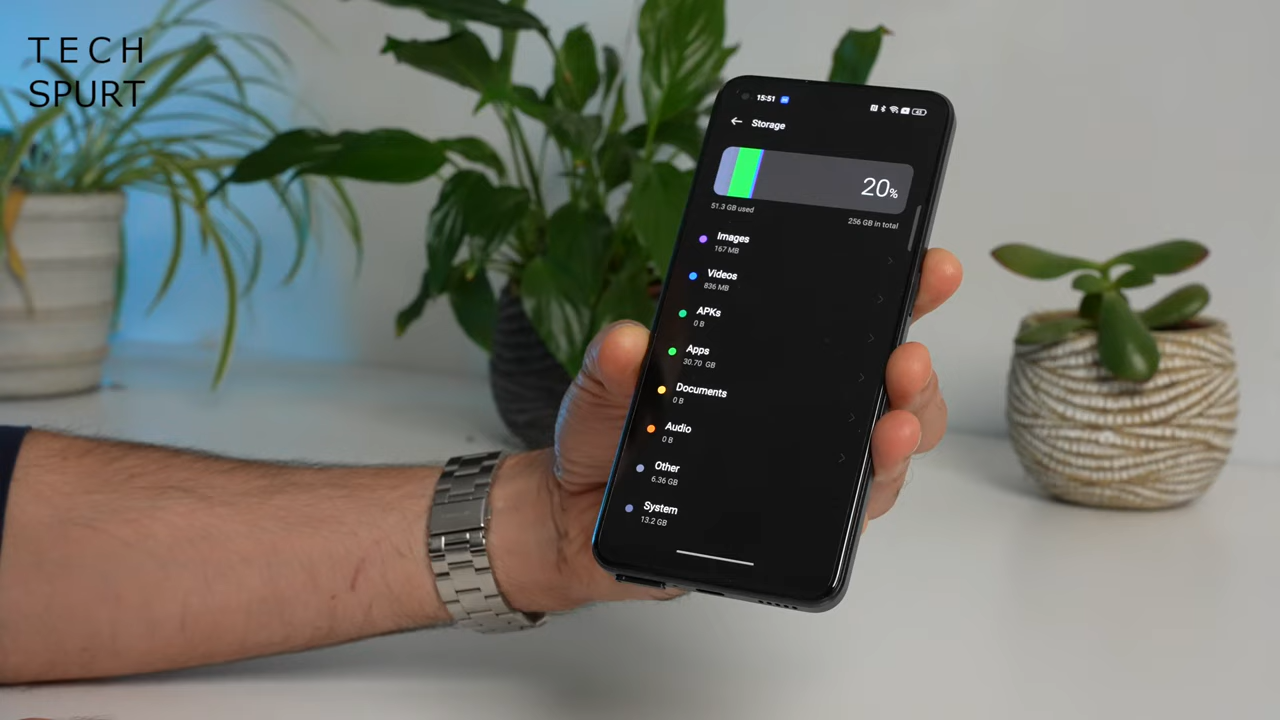 TECH
SPURT
15:51
Storage
20%
51.3 GB used
256 GB in total
Images
167 MB
Videos
836 MB
APKs
0 B
Apps
30.70 GB
Documents
0 B
Audio
0 B
Other
6.36 GB
System
13.2 GB